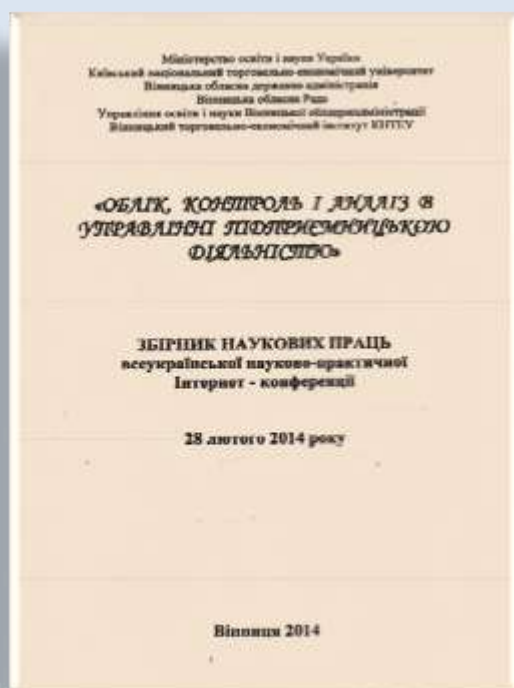 Міністерство освіти і науки України
Київський національний торговельно-економічний університет
Вінницька обласна державна адміністрація
Вінницька обласна Рада
Управління освіти і науки Вінницької облдержадміністрації
Вінницький торговельно-економічний інститут КНТЕУ
«ОБЛІК, КОНТРОЛЬ І АНАЛІЗ В
УПРАВЛІННІ ПІДПРИЄМНИЦЬКОЮ
ДІЯЛЬНІСТЮ»
ЗБІРНИК НАУКОВИХ ПРАЦЬ
всеукраїнської науково-практичної
Інтернет - конференції
28 лютого 2014 року
Вінниця 2014